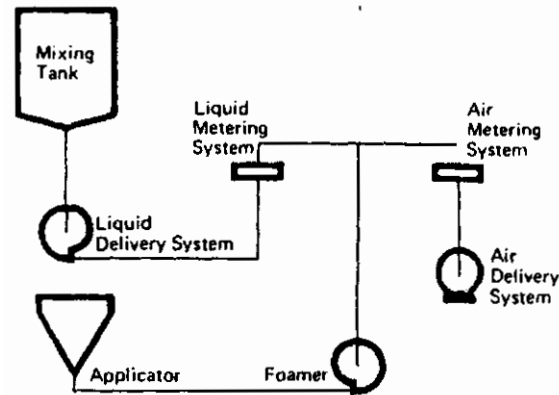 Mixing
Tank
Liquid
Metering
System
Air
Metering
System
Liquid
Delivery System
Air
Delivery
System
Applicator
Foamer